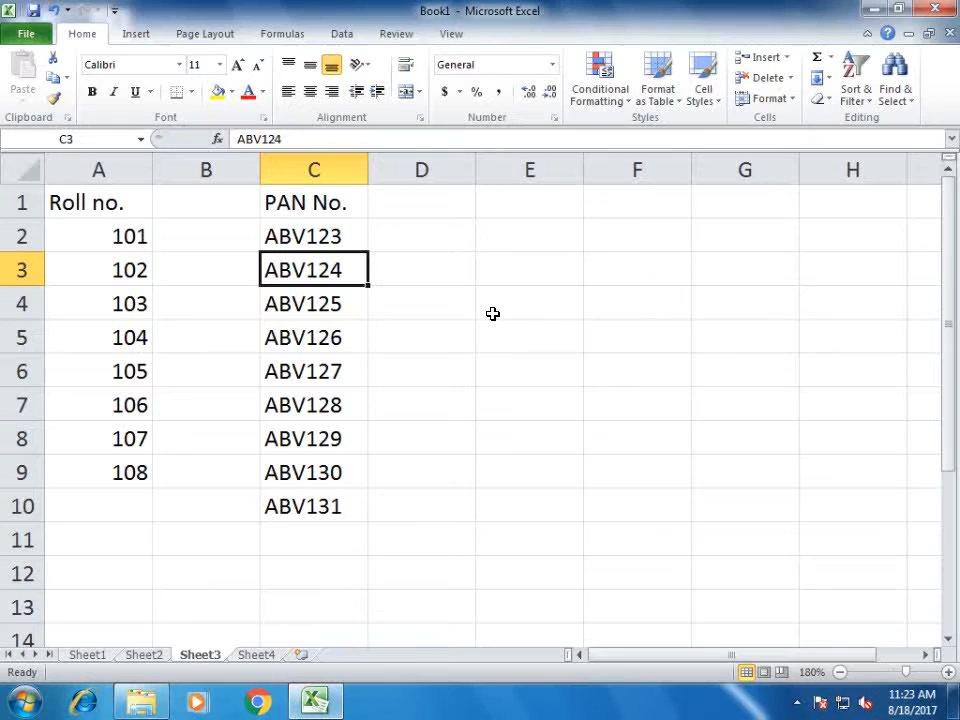 Book1 - Microsoft Excel
File Home Insert Page Layout Formulas Data Review View
Paste
Clipboard
Calibri 11
B I U
Font
Alignment
General
$ % ,
Number
Conditional Formatting
Format as Table
Cell Styles
Styles
Insert
Delete
Format
Cells
Σ
Sort & Filter
Find & Select
Editing
C3 fx ABV124
A B C D E F G H
1 Roll no. PAN No.
2 101 ABV123
3 102 ABV124
4 103 ABV125
5 104 ABV126
6 105 ABV127
7 106 ABV128
8 107 ABV129
9 108 ABV130
10 ABV131
11
12
13
14
Sheet1 Sheet2 Sheet3 Sheet4
Ready 180%
11:23 AM
8/18/2017